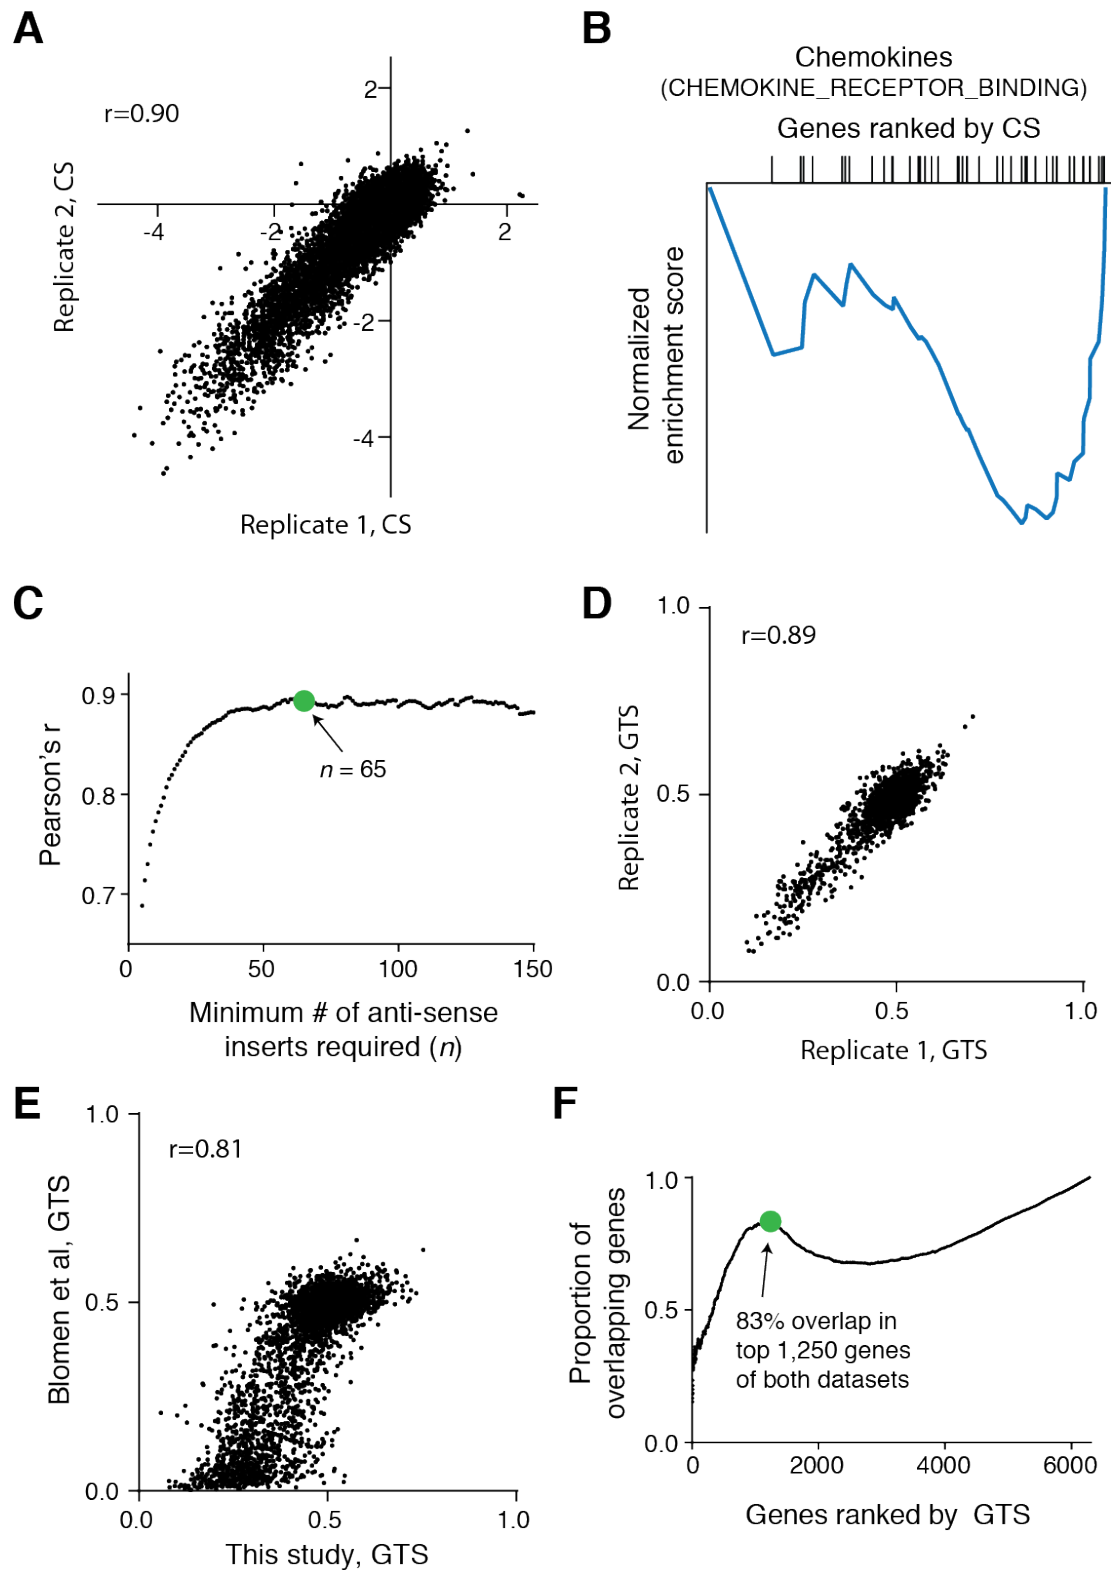 A
r=0.90
2
-4
-2
2
-2
-4
Replicate 2, CS
Replicate 1, CS
B
Chemokines
(CHEMOKINE_RECEPTOR_BINDING)
Genes ranked by CS
Normalized
enrichment score
C
0.9
0.8
0.7
Pearson's r
n = 65
0
50
100
150
Minimum # of anti-sense
inserts required (n)
D
1.0
r=0.89
0.5
0.0
Replicate 2, GTS
0.0
0.5
1.0
Replicate 1, GTS
E
1.0
r=0.81
0.5
0.0
Blomen et al, GTS
0.0
0.5
1.0
This study, GTS
F
1.0
0.5
0.0
Proportion of
overlapping genes
83% overlap in
top 1,250 genes
of both datasets
0
2000
4000
6000
Genes ranked by GTS